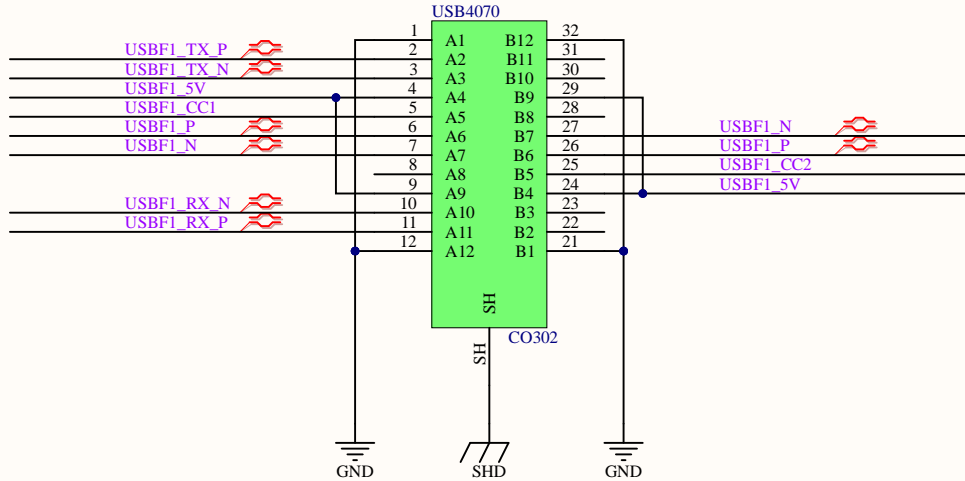 USB4070
1 A1 B12 32
USBF1_TX_P 2 A2 B11 31
USBF1_TX_N 3 A3 B10 30
USBF1_5V 4 A4 B9 29
USBF1_CC1 5 A5 B8 28
USBF1_P 6 A6 B7 27 USBF1_N
USBF1_N 7 A7 B6 26 USBF1_P
8 A8 B5 25 USBF1_CC2
9 A9 B4 24 USBF1_5V
USBF1_RX_N 10 A10 B3 23
USBF1_RX_P 11 A11 B2 22
12 A12 B1 21
SH
CO302
SH
GND SHD GND